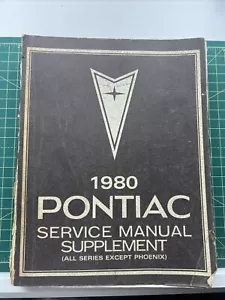 1980
PONTIAC
SERVICE MANUAL
SUPPLEMENT
(ALL SERIES EXCEPT PHOENIX)